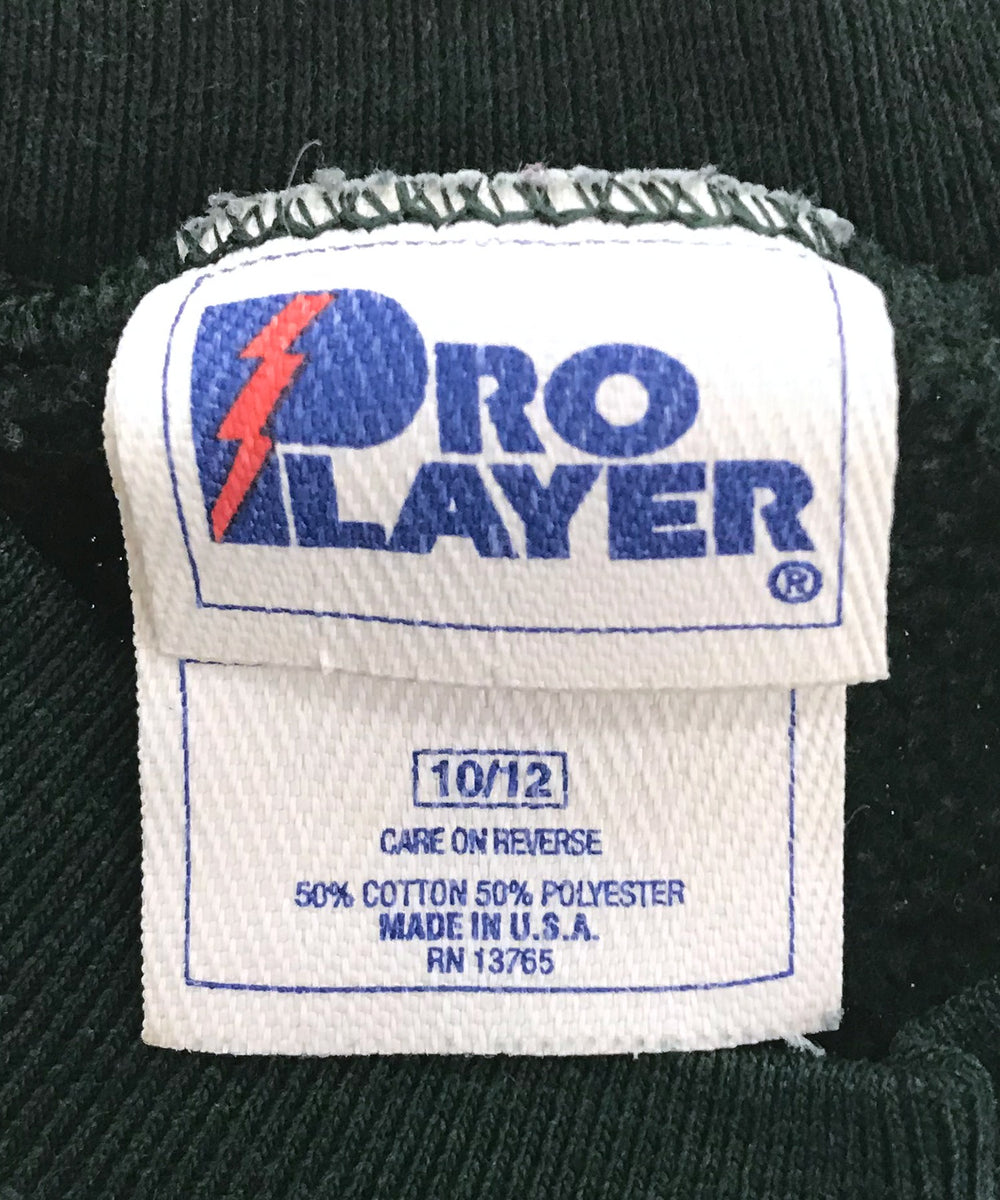 PRO
PLAYER
®
10/12
CARE ON REVERSE
50% COTTON 50% POLYESTER
MADE IN U.S.A.
RN 13765